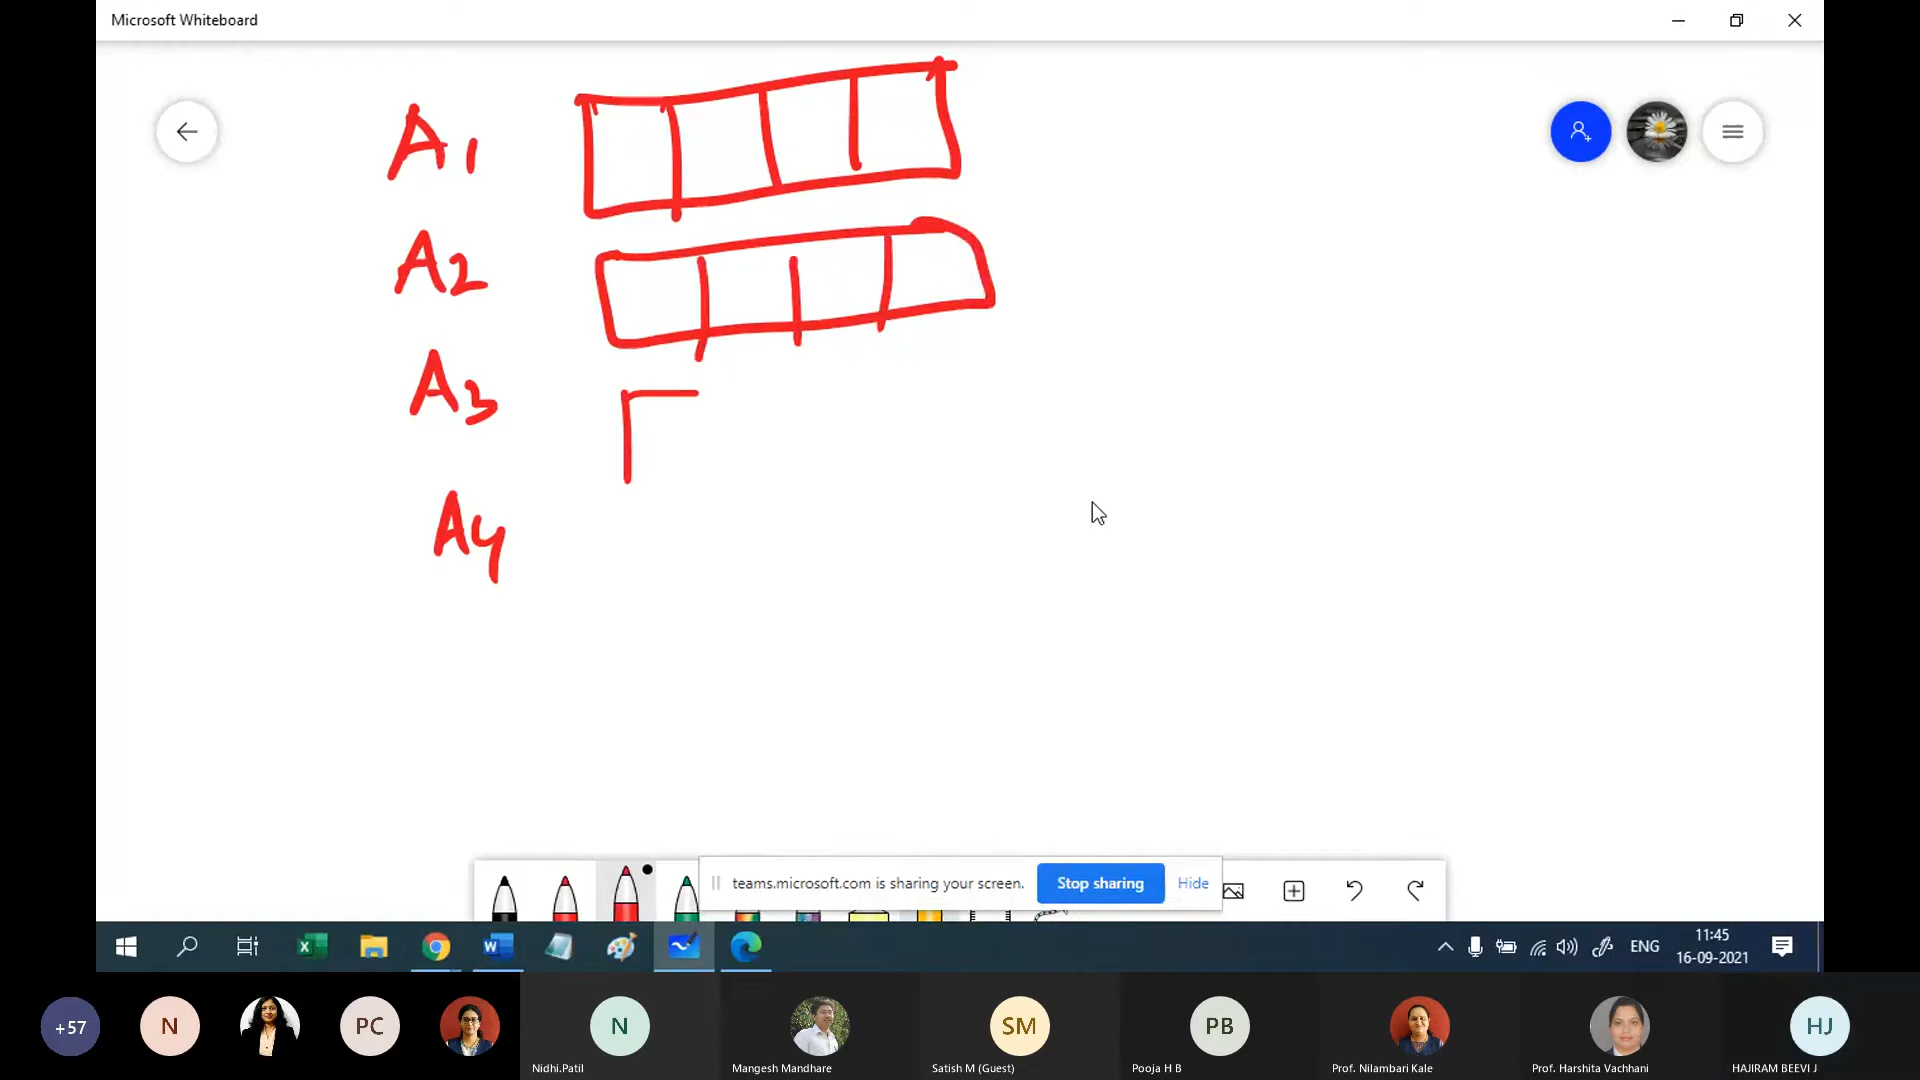 Microsoft Whiteboard
A1
A2
A3
A4
teams.microsoft.com is sharing your screen.
Stop sharing
Hide
ENG
11:45
16-09-2021
+57
N
PC
N
SM
PB
HJ
Nidhi.Patil
Mangesh Mandhare
Satish M (Guest)
Pooja H B
Prof. Nilambari Kale
Prof. Harshita Vachhani
HAJIRAM BEEVI J